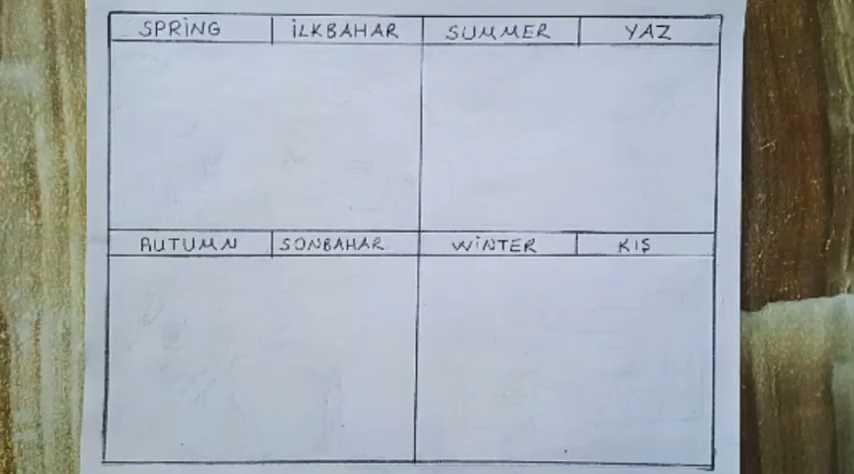 SPRİNG İLKBAHAR SUMMER YAZ
AUTUMN SONBAHAR WİNTER KIŞ